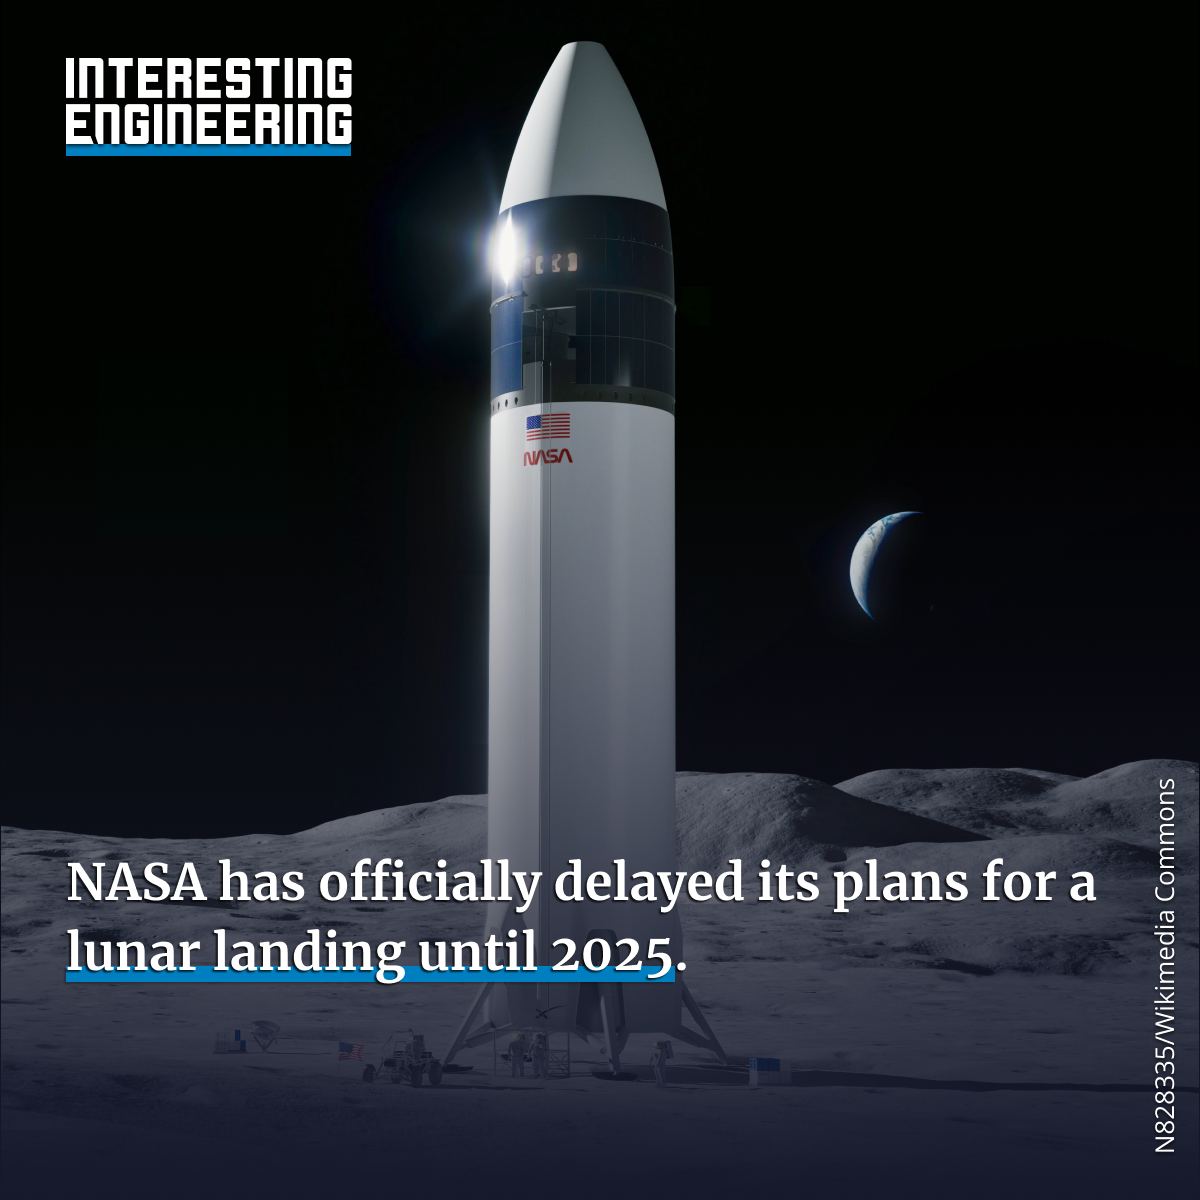 INTERESTING
ENGINEERING
NASA
NASA has officially delayed its plans for a
lunar landing until 2025.
N828335/Wikimedia Commons